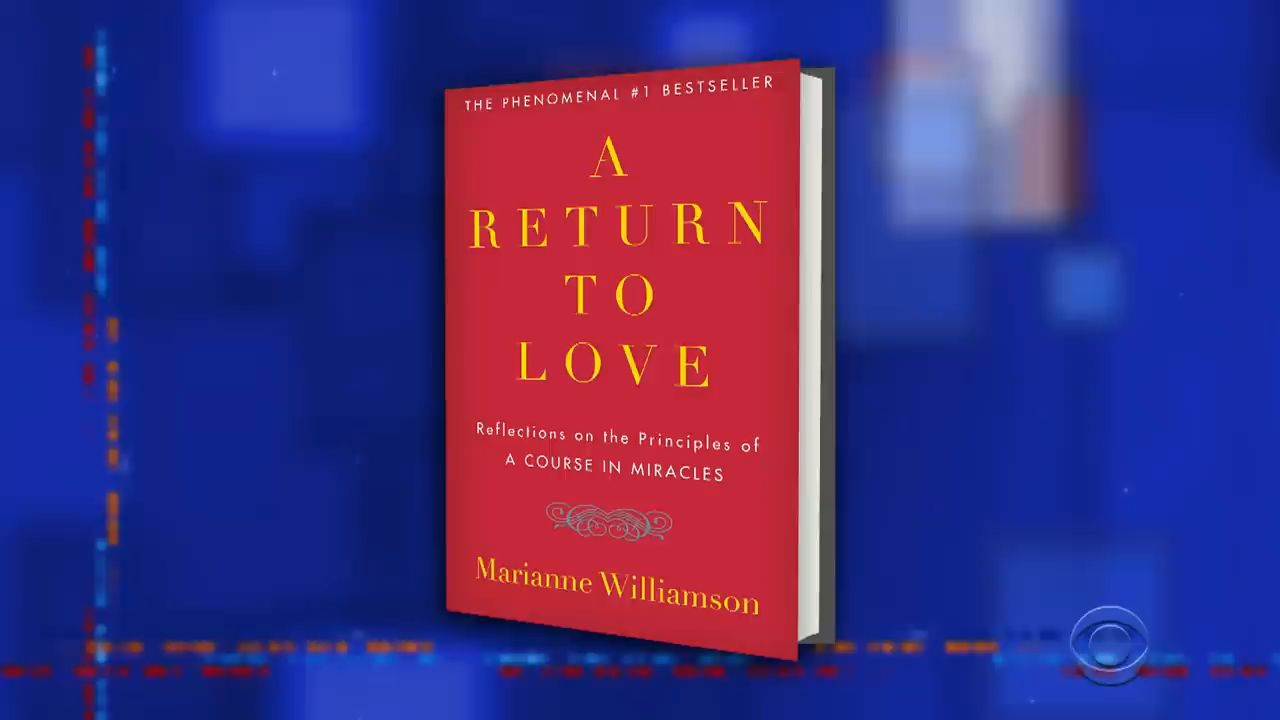 THE PHENOMENAL #1 BESTSELLER
A
RETURN
TO
LOVE
Reflections on the Principles of
A COURSE IN MIRACLES
Marianne Williamson